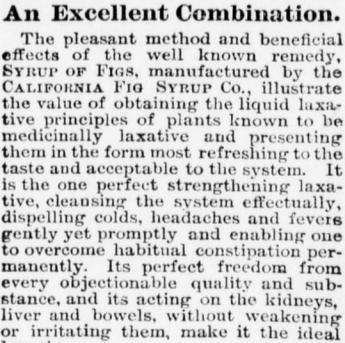 An Excellent Combination.
The pleasant method and beneficial
effects of the well known remedy,
SYRUP OF FIGS, manufactured by the
CALIFORNIA FIG SYRUP CO., illustrate
the value of obtaining the liquid laxa-
tive principles of plants known to be
medicinally laxative and presenting
them in the form most refreshing to the
taste and acceptable to the system. It
is the one perfect strengthening laxa-
tive, cleansing the system effectually,
dispelling colds, headaches and fevers
gently yet promptly and enabling one
to overcome habitual constipation per-
manently. Its perfect freedom from
every objectionable quality and sub-
stance, and its acting on the kidneys,
liver and bowels, without weakening
or irritating them, make it the ideal